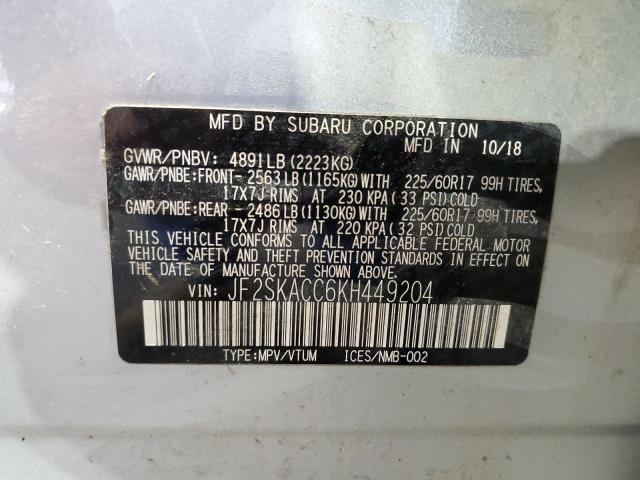 MFD BY SUBARU CORPORATION
MFD IN 10/18
GVWR/PNBV: 4891LB(2223KG)
GAWR/PNBE:FRONT-2563LB(1165KG)WITH 225/60R17 99H TIRES,
17X7J RIMS AT 230 KPA(33 PSI)COLD
GAWR/PNBE:REAR -2486LB(1130KG)WITH 225/60R17 99H TIRES,
17X7J RIMS AT 220 KPA(32 PSI)COLD
THIS VEHICLE CONFORMS TO ALL APPLICABLE FEDERAL MOTOR
VEHICLE SAFETY AND THEFT PREVENTION STANDARDS IN EFFECT ON
THE DATE OF MANUFACTURE SHOWN ABOVE.
VIN: JF2SKACC6KH449204
TYPE:MPV/VTUM ICES/NMB-002